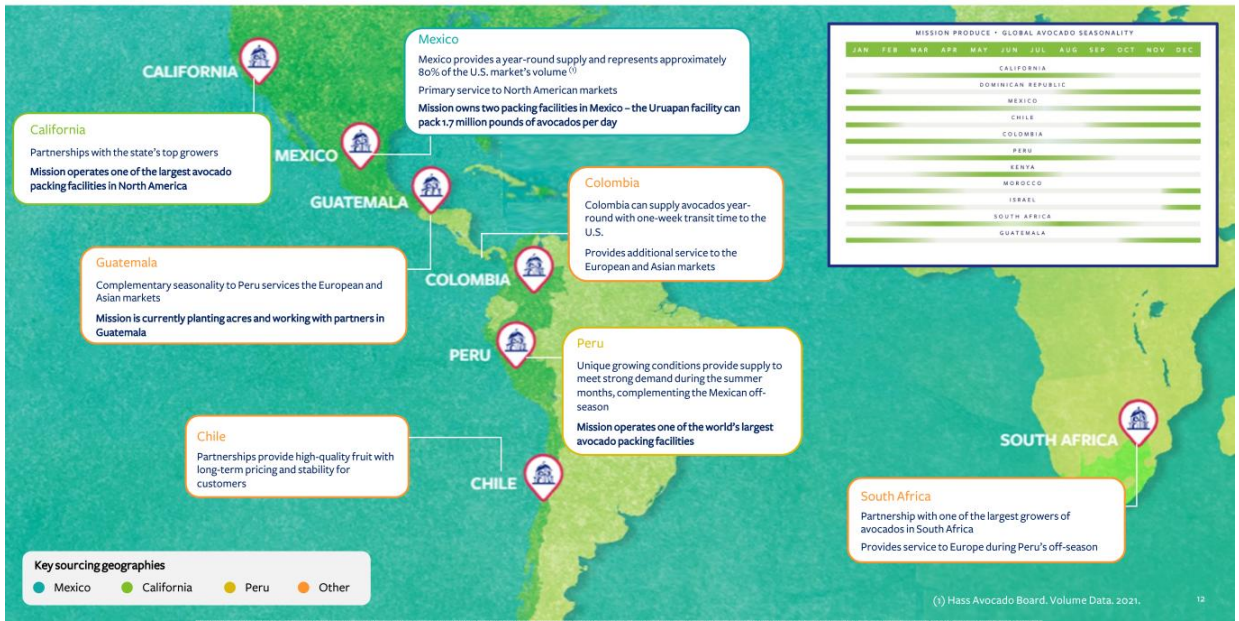 CALIFORNIA
California
Partnerships with the state's top growers
Mission operates one of the largest avocado
packing facilities in North America
MEXICO
Mexico
Mexico provides a year-round supply and represents approximately
80% of the U.S. market's volume (1)
Primary service to North American markets
Mission owns two packing facilities in Mexico – the Uruapan facility can
pack 1.7 million pounds of avocados per day
MISSION PRODUCE • GLOBAL AVOCADO SEASONALITY
JAN FEB MAR APR MAY JUN JUL AUG SEP OCT NOV DEC
CALIFORNIA
DOMINICAN REPUBLIC
MEXICO
CHILE
COLOMBIA
PERU
KENYA
MOROCCO
ISRAEL
SOUTH AFRICA
GUATEMALA
GUATEMALA
Guatemala
Complementary seasonality to Peru services the European and
Asian markets
Mission is currently planting acres and working with partners in
Guatemala
COLOMBIA
Colombia
Colombia can supply avocados year-
round with one-week transit time to the
U.S.
Provides additional service to the
European and Asian markets
PERU
Peru
Unique growing conditions provide supply to
meet strong demand during the summer
months, complementing the Mexican off-
season
Mission operates one of the world's largest
avocado packing facilities
Chile
Partnerships provide high-quality fruit with
long-term pricing and stability for
customers
CHILE
SOUTH AFRICA
South Africa
Partnership with one of the largest growers of
avocados in South Africa
Provides service to Europe during Peru's off-season
Key sourcing geographies
Mexico California Peru Other
(1) Hass Avocado Board. Volume Data. 2021.
12